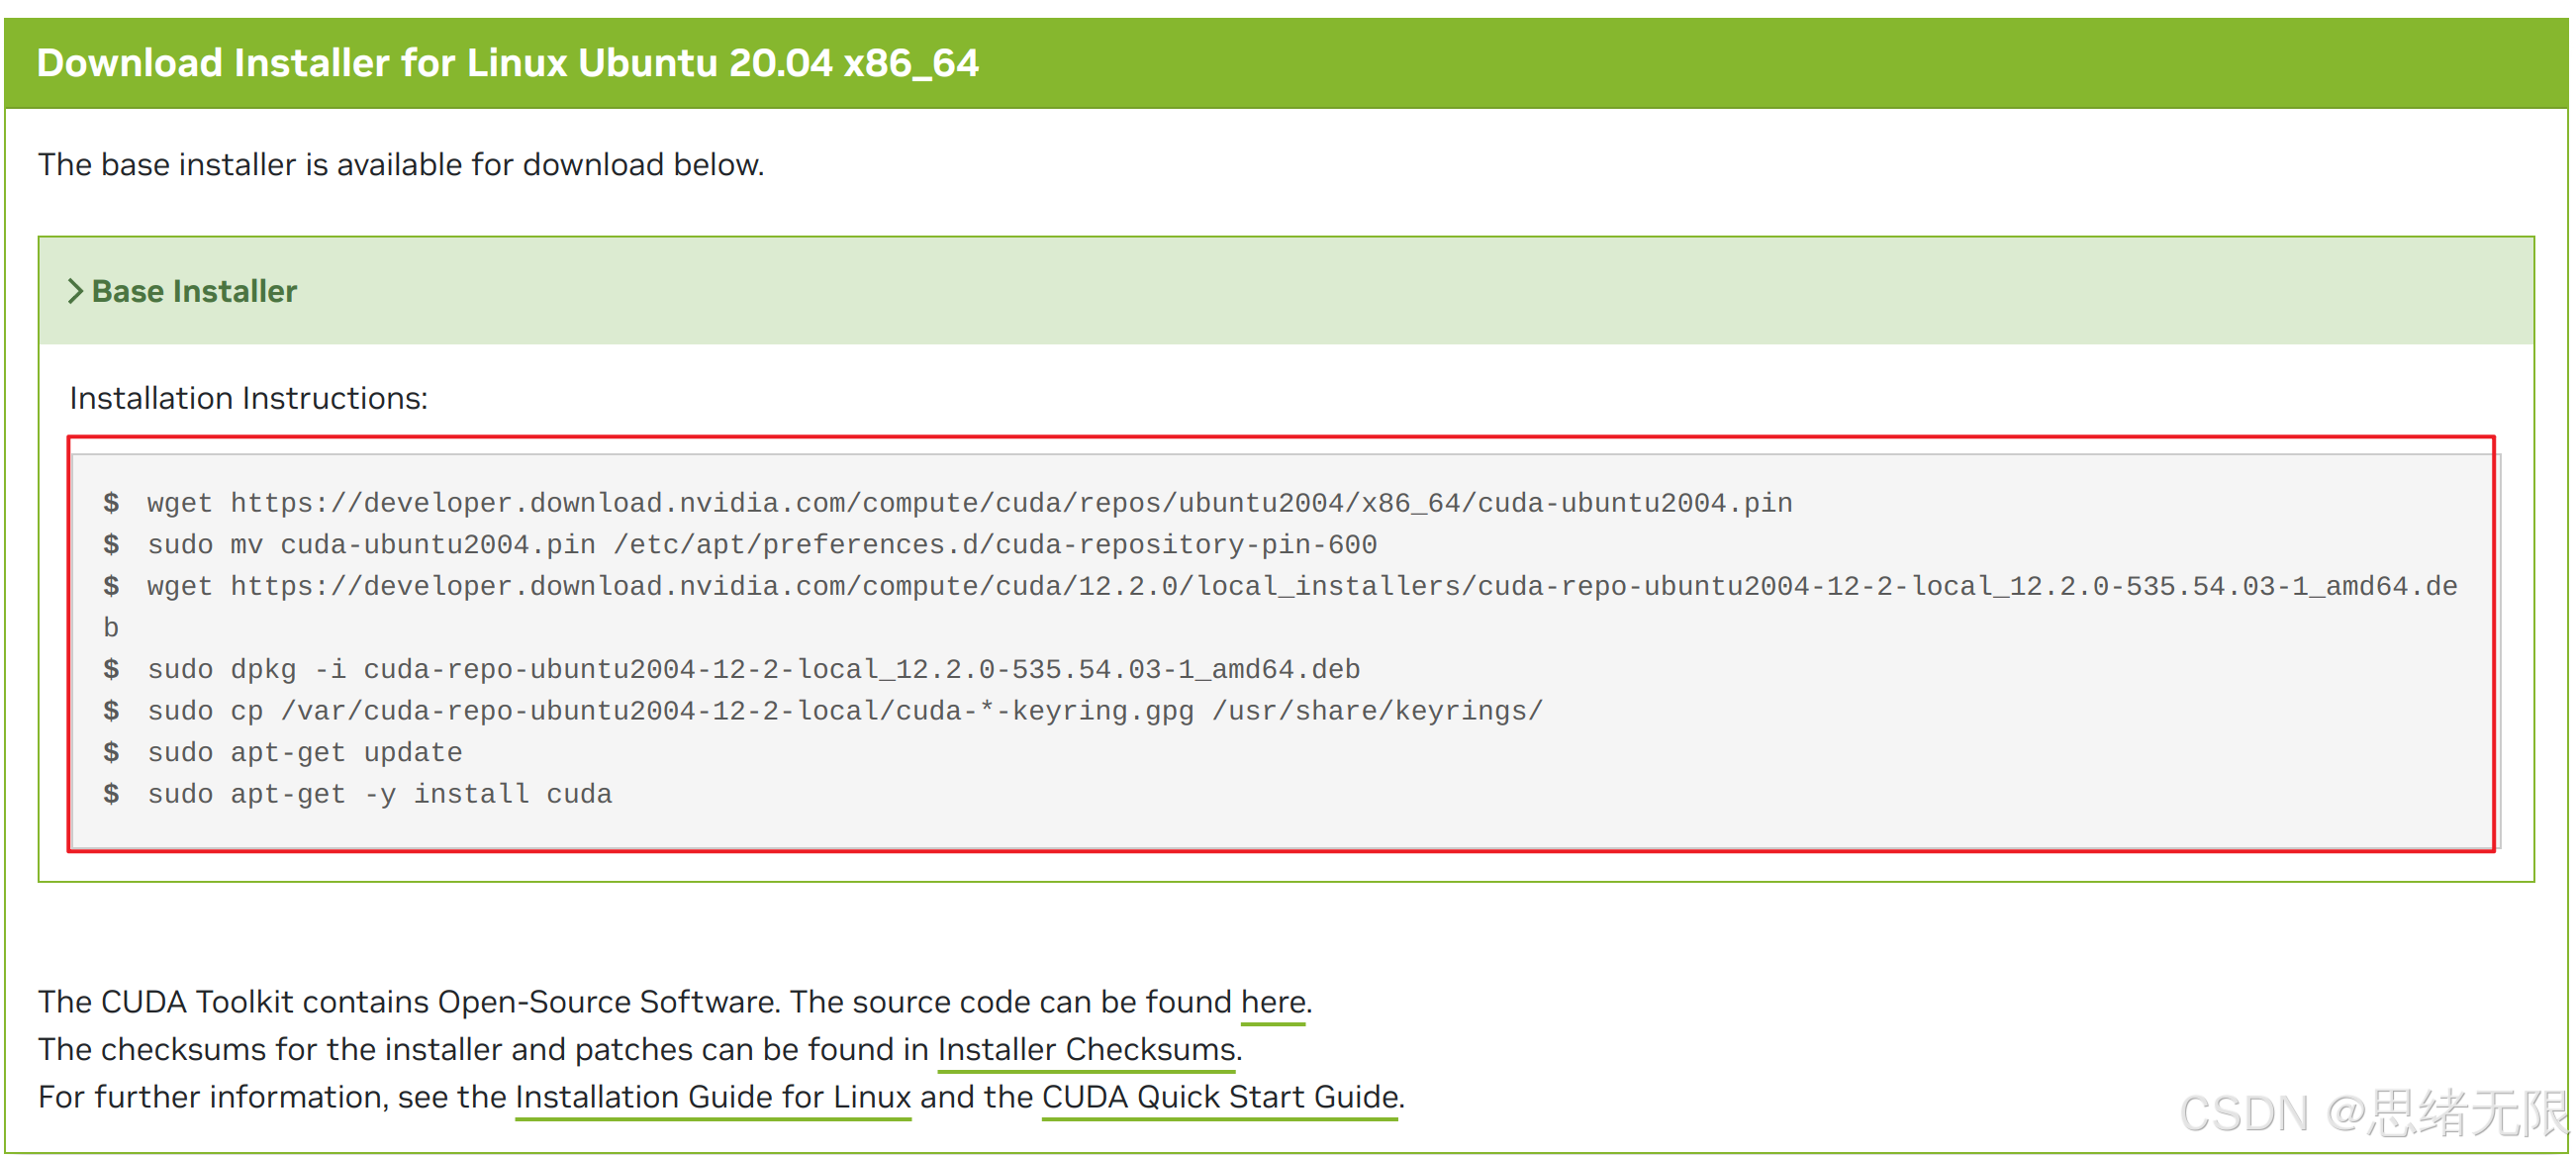 Download Installer for Linux Ubuntu 20.04 x86_64
The base installer is available for download below.
Base Installer
Installation Instructions:
$ wget https://developer.download.nvidia.com/compute/cuda/repos/ubuntu2004/x86_64/cuda-ubuntu2004.pin
$ sudo mv cuda-ubuntu2004.pin /etc/apt/preferences.d/cuda-repository-pin-600
$ wget https://developer.download.nvidia.com/compute/cuda/12.2.0/local_installers/cuda-repo-ubuntu2004-12-2-local_12.2.0-535.54.03-1_amd64.de
b
$ sudo dpkg -i cuda-repo-ubuntu2004-12-2-local_12.2.0-535.54.03-1_amd64.deb
$ sudo cp /var/cuda-repo-ubuntu2004-12-2-local/cuda-*-keyring.gpg /usr/share/keyrings/
$ sudo apt-get update
$ sudo apt-get -y install cuda
The CUDA Toolkit contains Open-Source Software. The source code can be found here.
The checksums for the installer and patches can be found in Installer Checksums.
For further information, see the Installation Guide for Linux and the CUDA Quick Start Guide.
CSDN @思绪无限